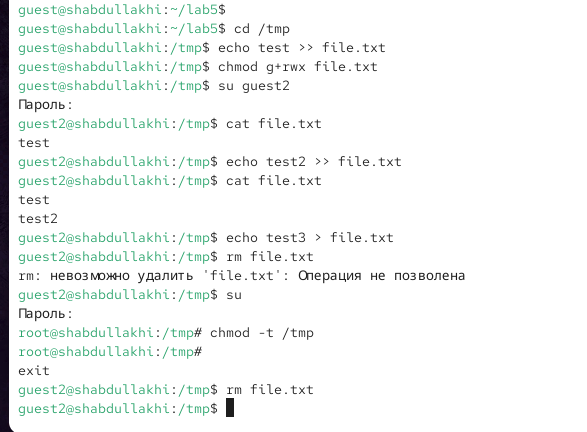 guest@shabdullakhi:~/lab5$
guest@shabdullakhi:~/lab5$ cd /tmp
guest@shabdullakhi:/tmp$ echo test >> file.txt
guest@shabdullakhi:/tmp$ chmod g+rwx file.txt
guest@shabdullakhi:/tmp$ su guest2
Пароль:
guest2@shabdullakhi:/tmp$ cat file.txt
test
guest2@shabdullakhi:/tmp$ echo test2 >> file.txt
guest2@shabdullakhi:/tmp$ cat file.txt
test
test2
guest2@shabdullakhi:/tmp$ echo test3 > file.txt
guest2@shabdullakhi:/tmp$ rm file.txt
rm: невозможно удалить 'file.txt': Операция не позволена
guest2@shabdullakhi:/tmp$ su
Пароль:
root@shabdullakhi:/tmp# chmod -t /tmp
root@shabdullakhi:/tmp#
exit
guest2@shabdullakhi:/tmp$ rm file.txt
guest2@shabdullakhi:/tmp$